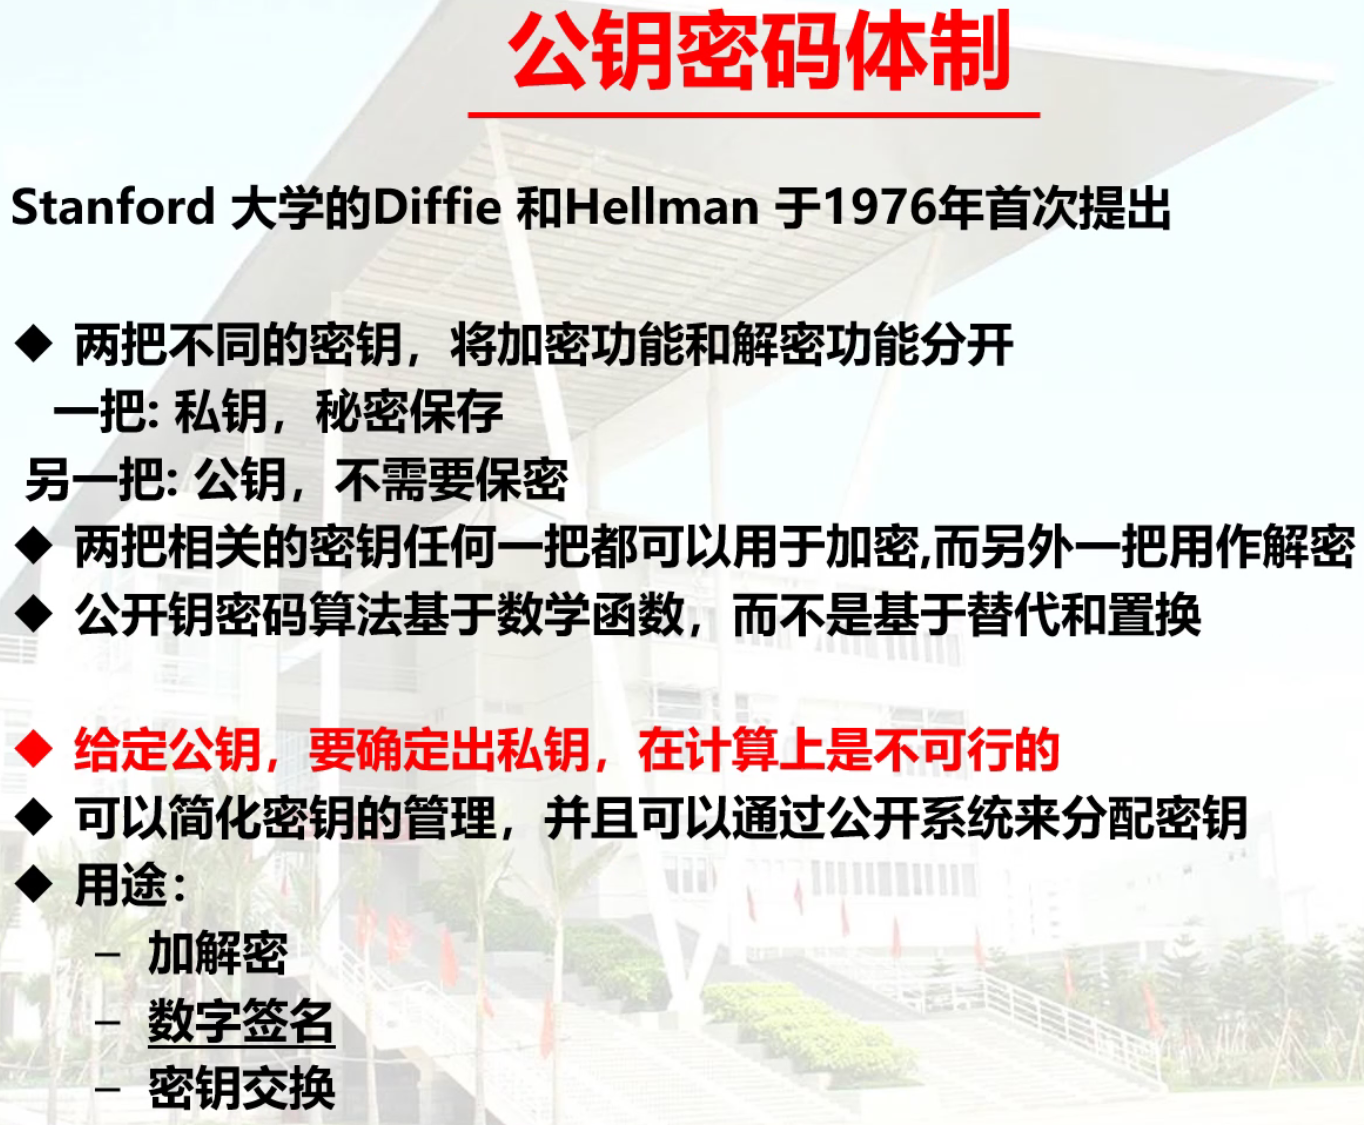 公钥密码体制
Stanford 大学的Diffie 和Hellman 于1976年首次提出
◆ 两把不同的密钥，将加密功能和解密功能分开
一把: 私钥，秘密保存
另一把: 公钥，不需要保密
◆ 两把相关的密钥任何一把都可以用于加密,而另外一把用作解密
◆ 公开钥密码算法基于数学函数，而不是基于替代和置换
◆ 给定公钥，要确定出私钥，在计算上是不可行的
◆ 可以简化密钥的管理，并且可以通过公开系统来分配密钥
◆ 用途：
– 加解密
– 数字签名
– 密钥交换